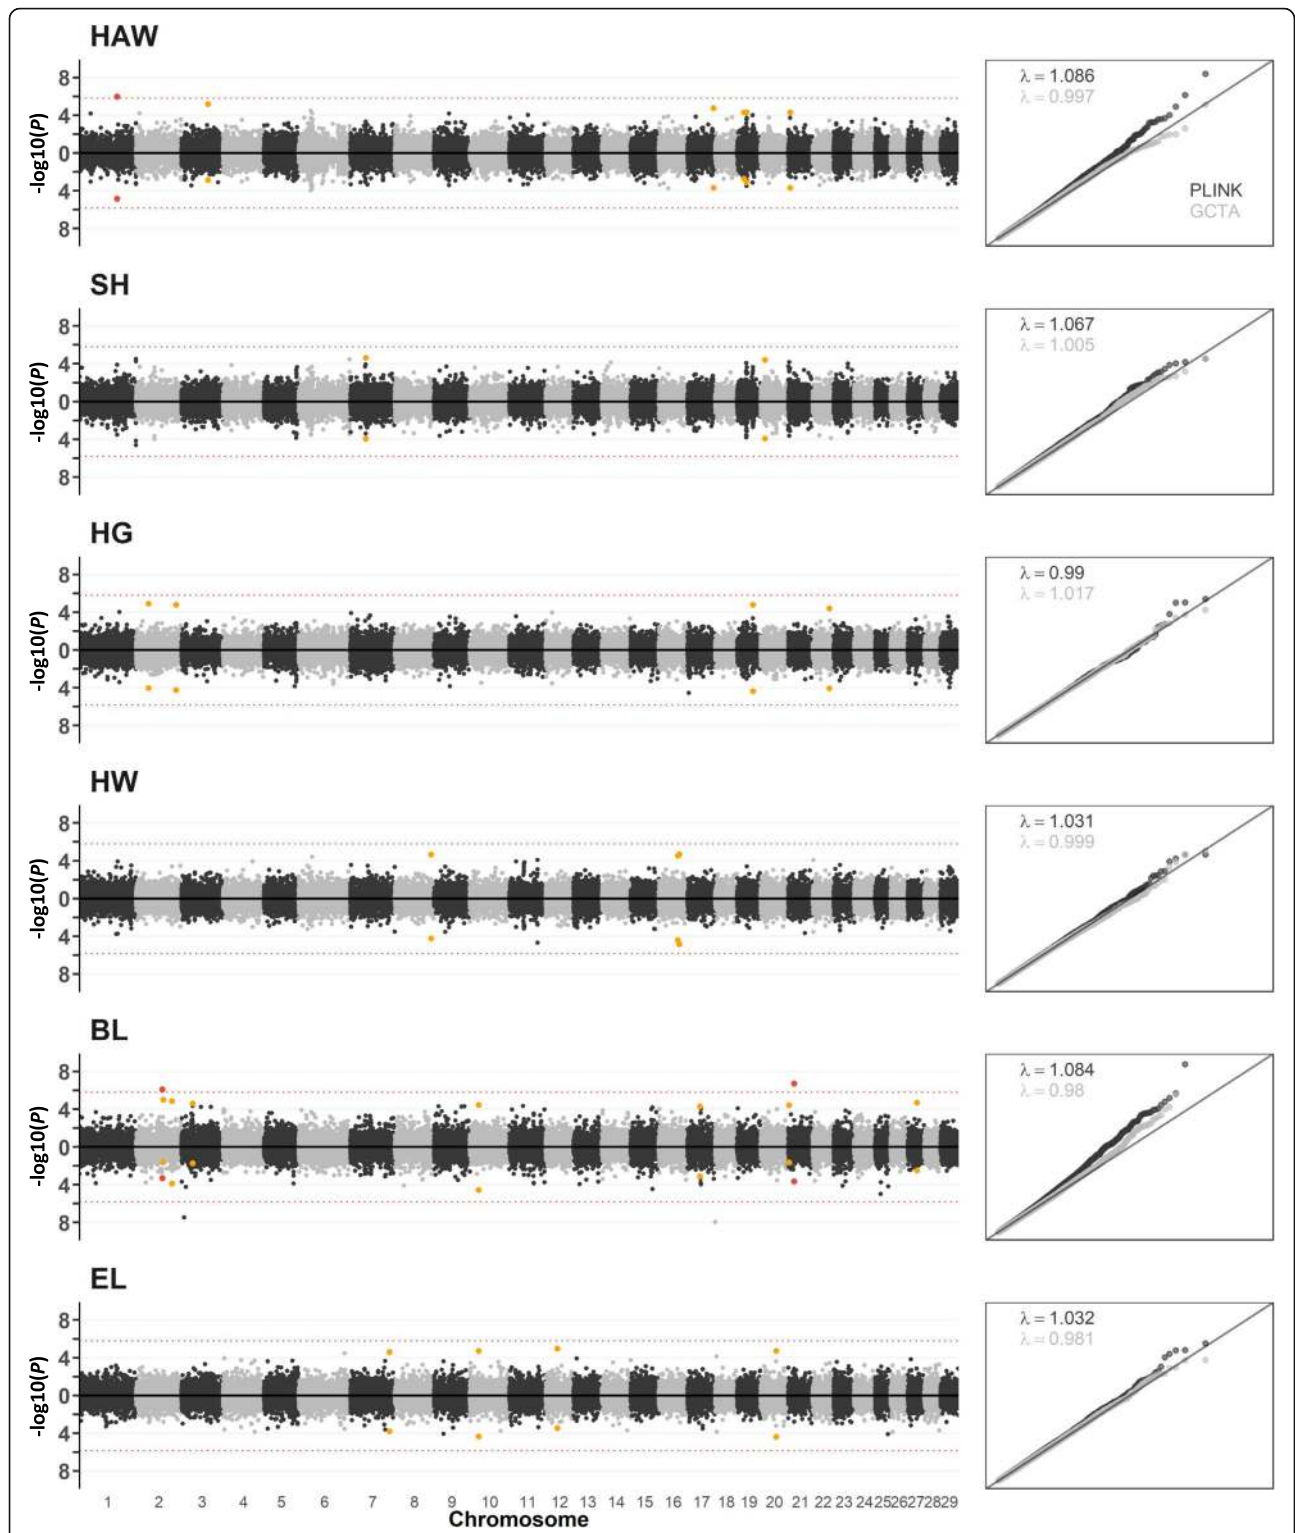 HAW
8
4
0
4
8
-log10(P)
λ = 1.086
λ = 0.997
PLINK
GCTA
SH
8
4
0
4
8
-log10(P)
λ = 1.067
λ = 1.005
HG
8
4
0
4
8
-log10(P)
λ = 0.99
λ = 1.017
HW
8
4
0
4
8
-log10(P)
λ = 1.031
λ = 0.999
BL
8
4
0
4
8
-log10(P)
λ = 1.084
λ = 0.98
EL
8
4
0
4
8
-log10(P)
λ = 1.032
λ = 0.981
1 2 3 4 5 6 7 8 9 10 11 12 13 14 15 16 17 18 19 20 21 22 23 24 25 26 27 28 29
Chromosome